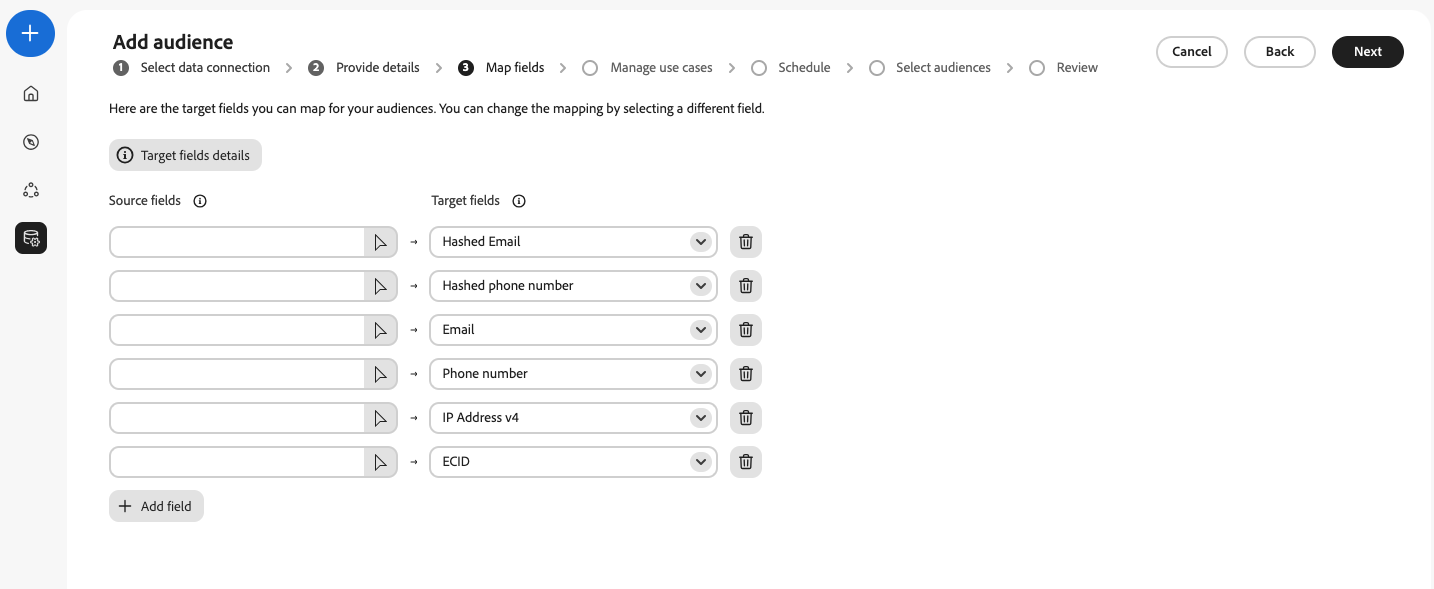 Add audience
1 Select data connection 2 Provide details 3 Map fields Manage use cases Schedule Select audiences Review
Cancel Back Next
Here are the target fields you can map for your audiences. You can change the mapping by selecting a different field.
Target fields details
Source fields Target fields
Hashed Email
Hashed phone number
Email
Phone number
IP Address v4
ECID
Add field